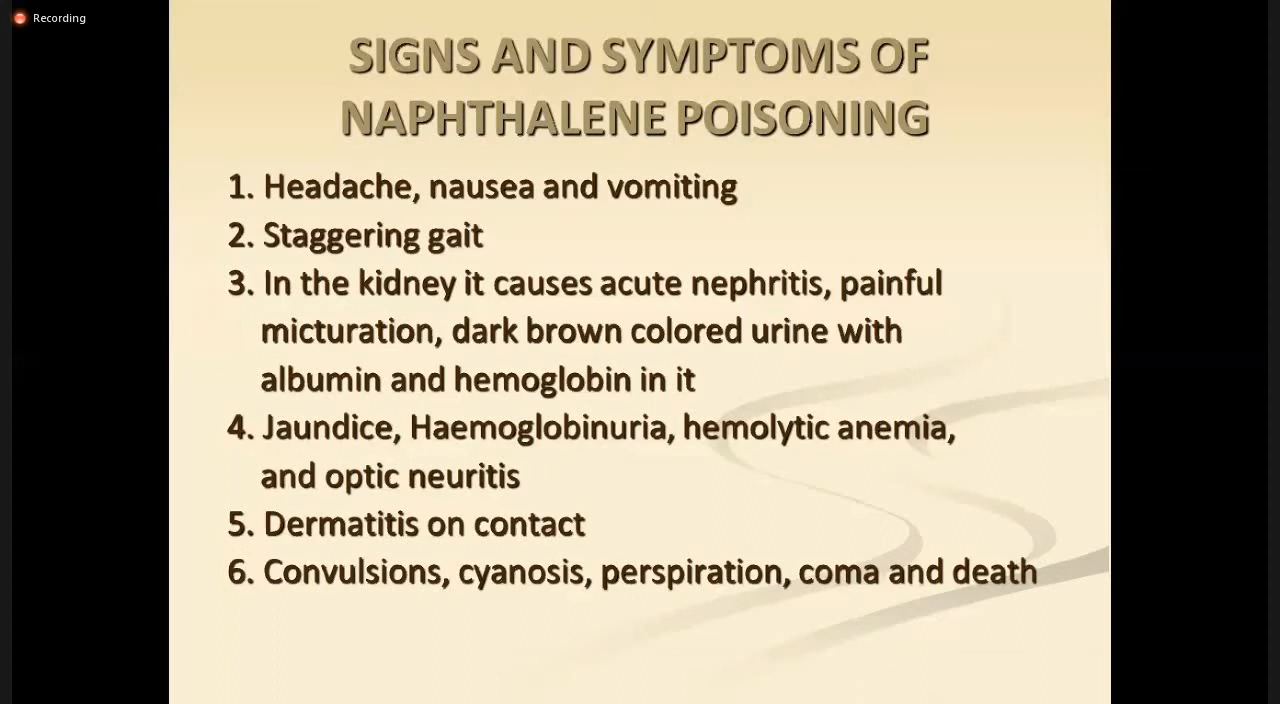 Recording
SIGNS AND SYMPTOMS OF
NAPHTHALENE POISONING
1. Headache, nausea and vomiting
2. Staggering gait
3. In the kidney it causes acute nephritis, painful
micturation, dark brown colored urine with
albumin and hemoglobin in it
4. Jaundice, Haemoglobinuria, hemolytic anemia,
and optic neuritis
5. Dermatitis on contact
6. Convulsions, cyanosis, perspiration, coma and death